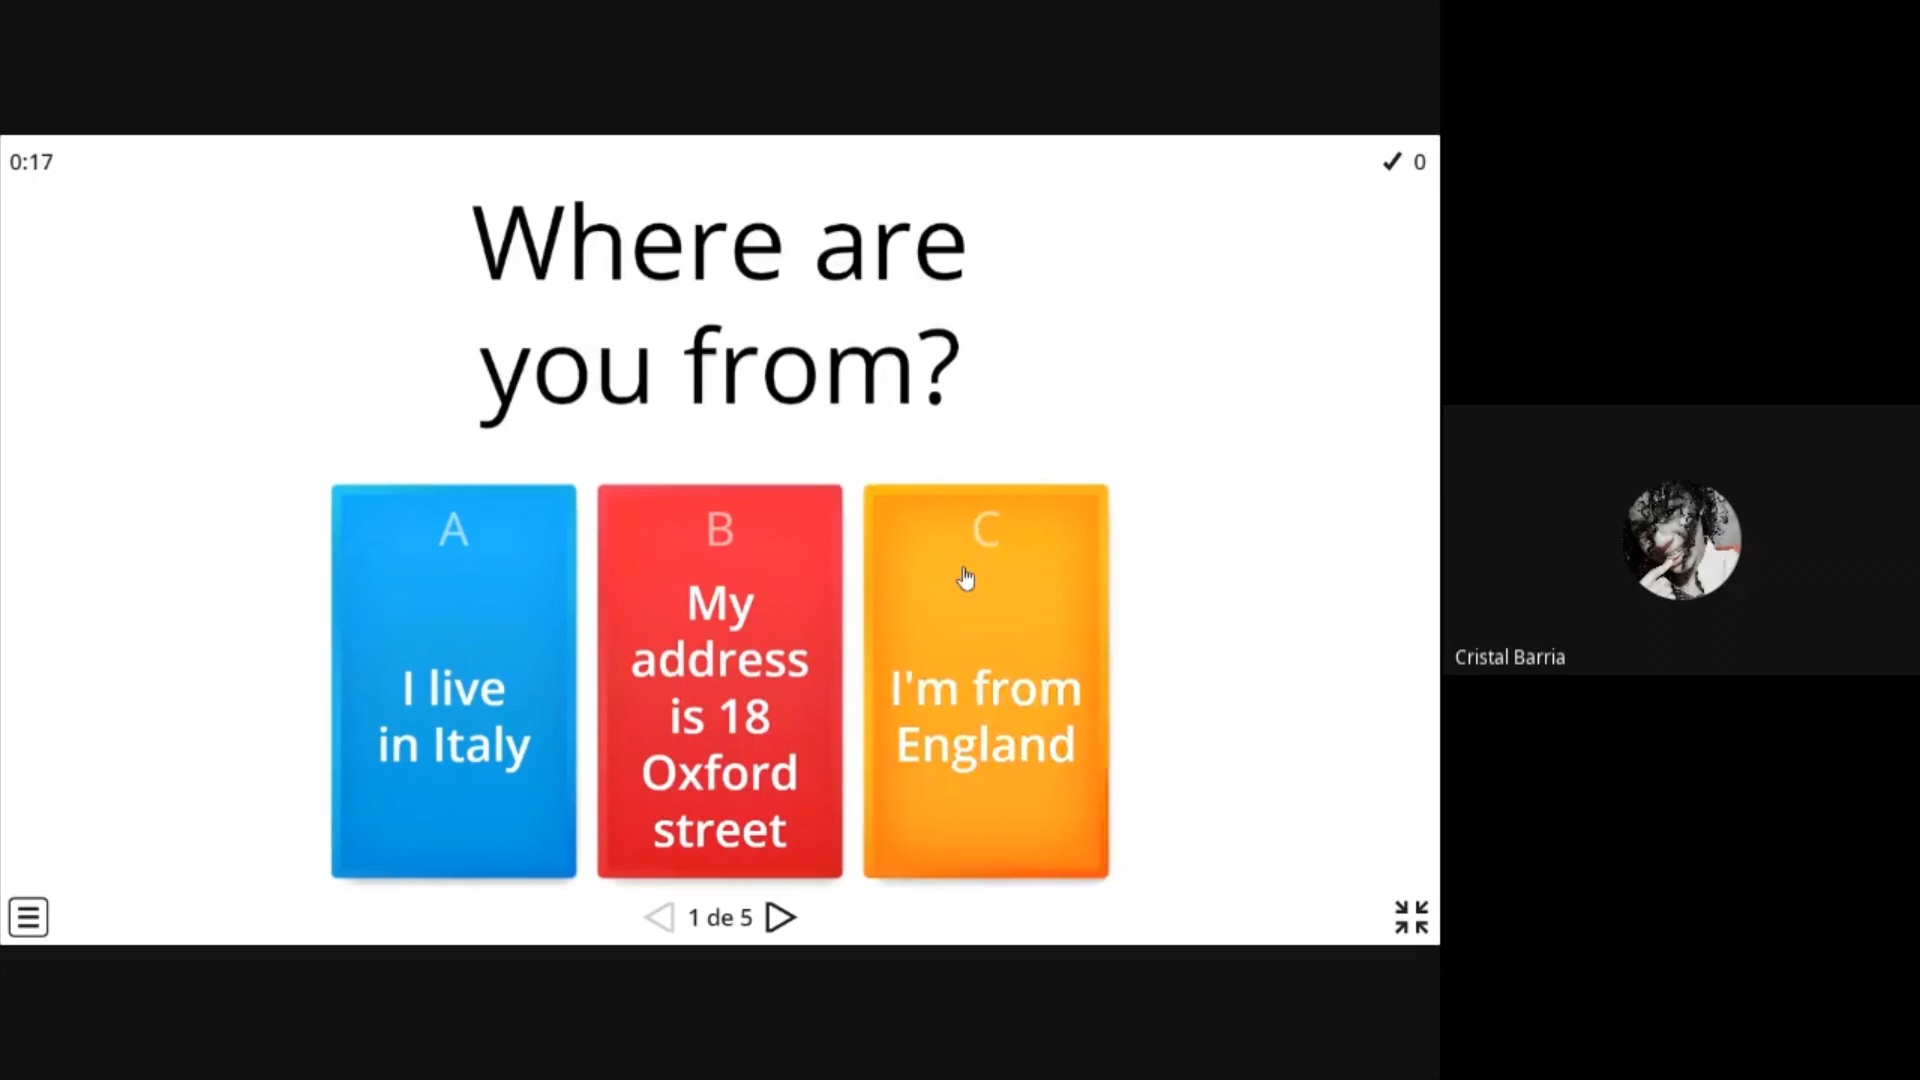 0:17
✓ 0
Where are
you from?
A
I live
in Italy
B
My
address
is 18
Oxford
street
C
I'm from
England
1 de 5
Cristal Barria